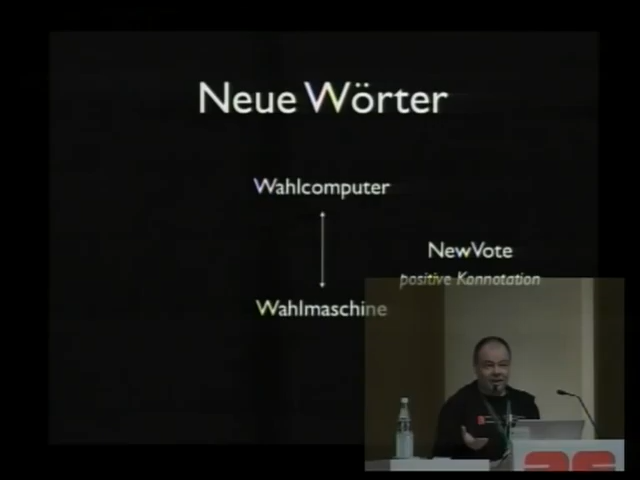 Neue Wörter
Wahlcomputer
NewVote
positive Konnotation
Wahlmaschine